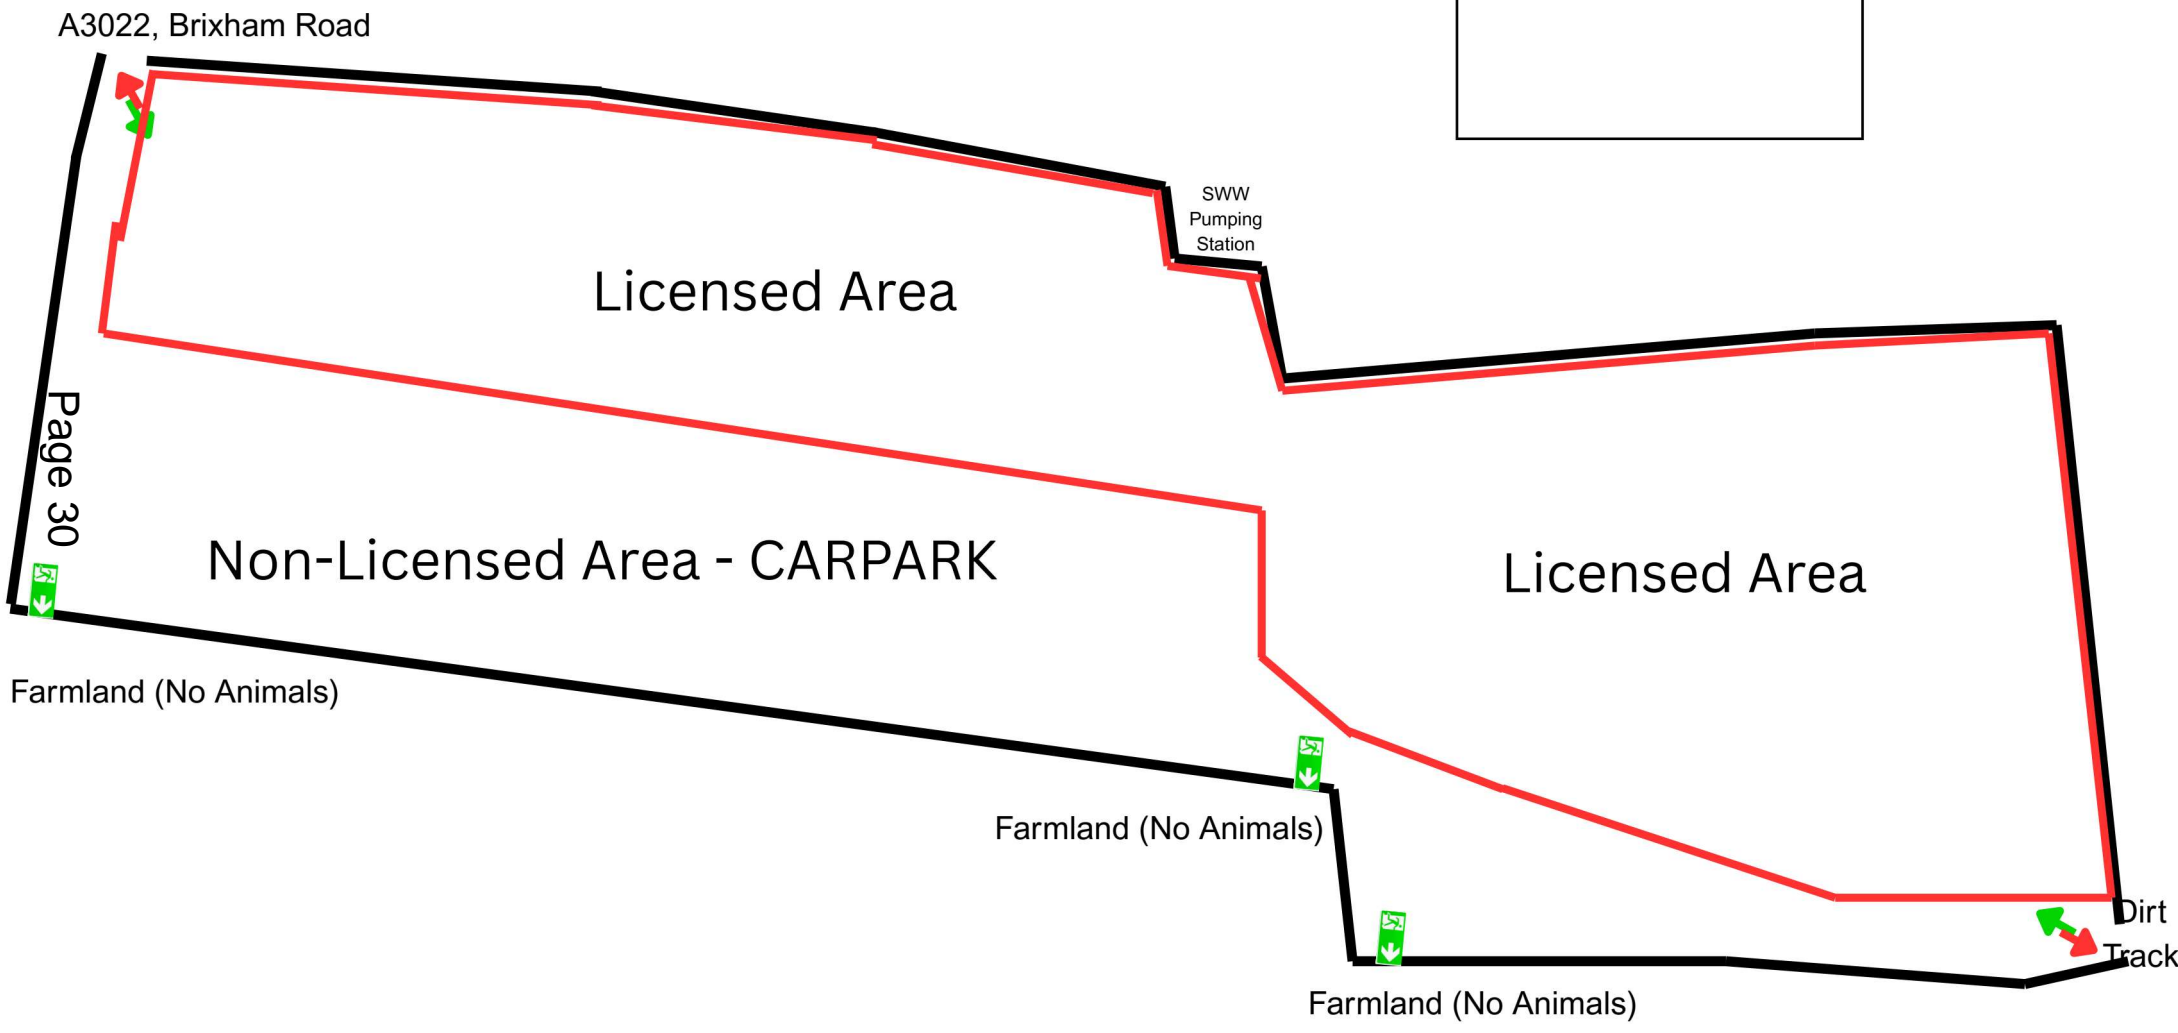 A3022, Brixham Road
SWW
Pumping
Station
Licensed Area
Page 30
Non-Licensed Area - CARPARK
Licensed Area
Farmland (No Animals)
Farmland (No Animals)
Dirt
Track
Farmland (No Animals)